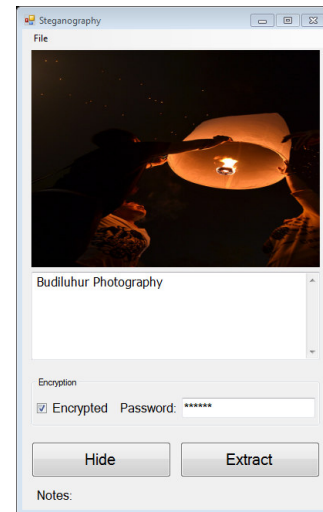 Steganography
File
Budiluhur Photography
Encryption
Encrypted Password: ******
Hide Extract
Notes: